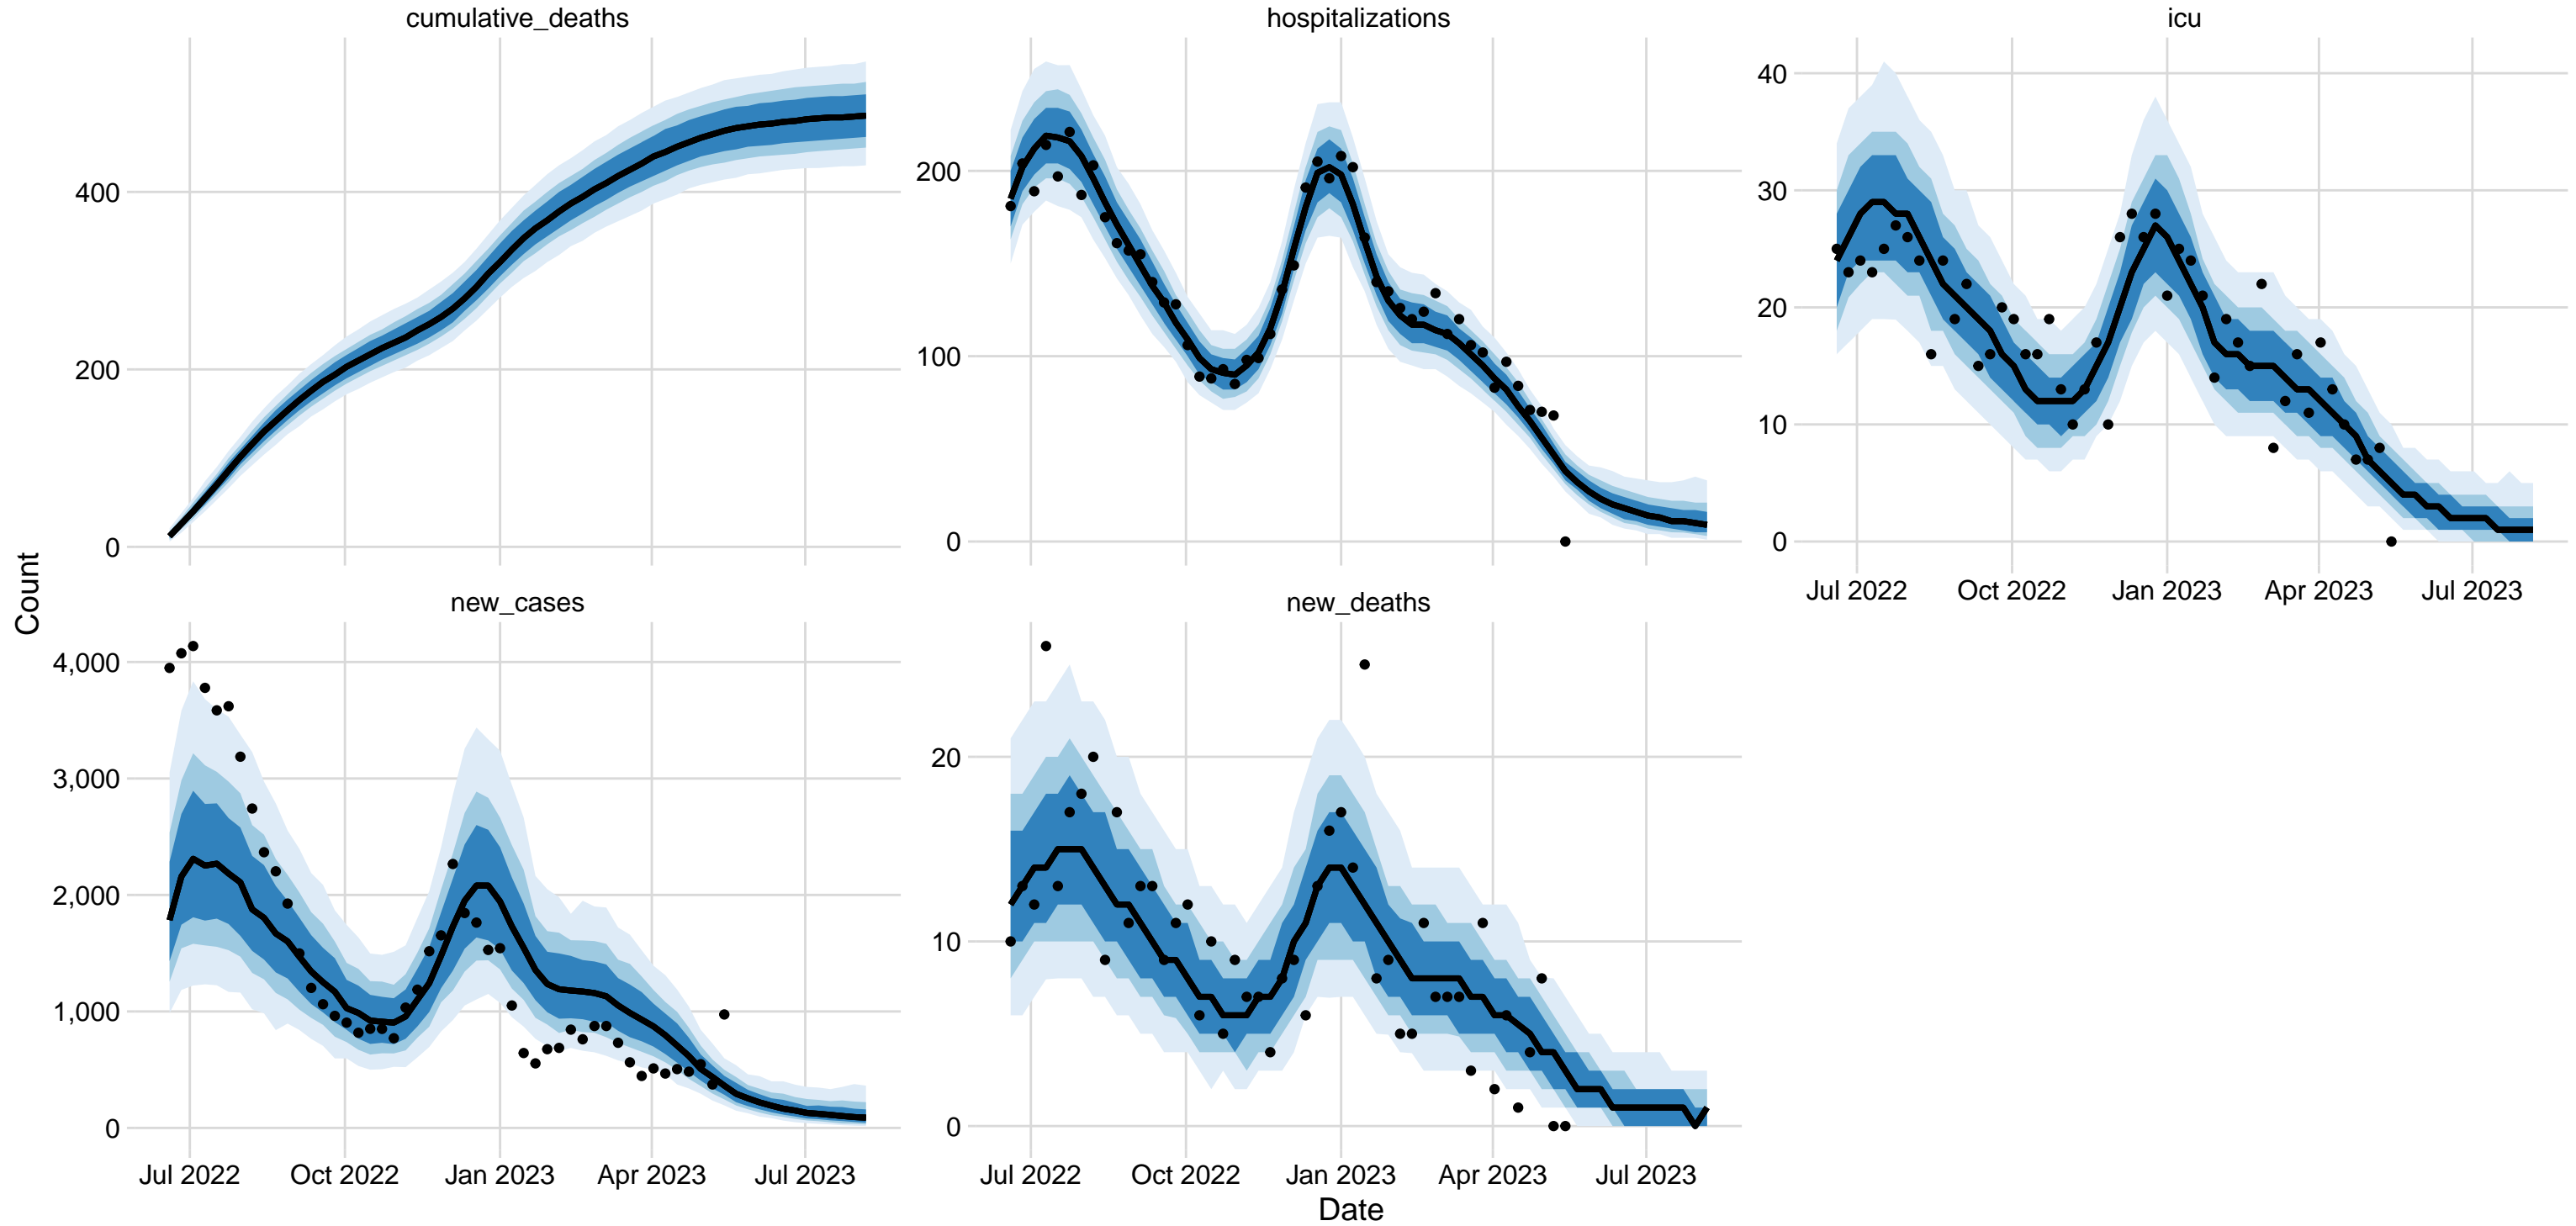 cumulative_deaths
hospitalizations
icu
400
200
0
200
100
0
40
30
20
10
0
Jul 2022 Oct 2022 Jan 2023 Apr 2023 Jul 2023
Count
new_cases
new_deaths
4,000
3,000
2,000
1,000
0
20
10
0
Jul 2022 Oct 2022 Jan 2023 Apr 2023 Jul 2023
Jul 2022 Oct 2022 Jan 2023 Apr 2023 Jul 2023
Date